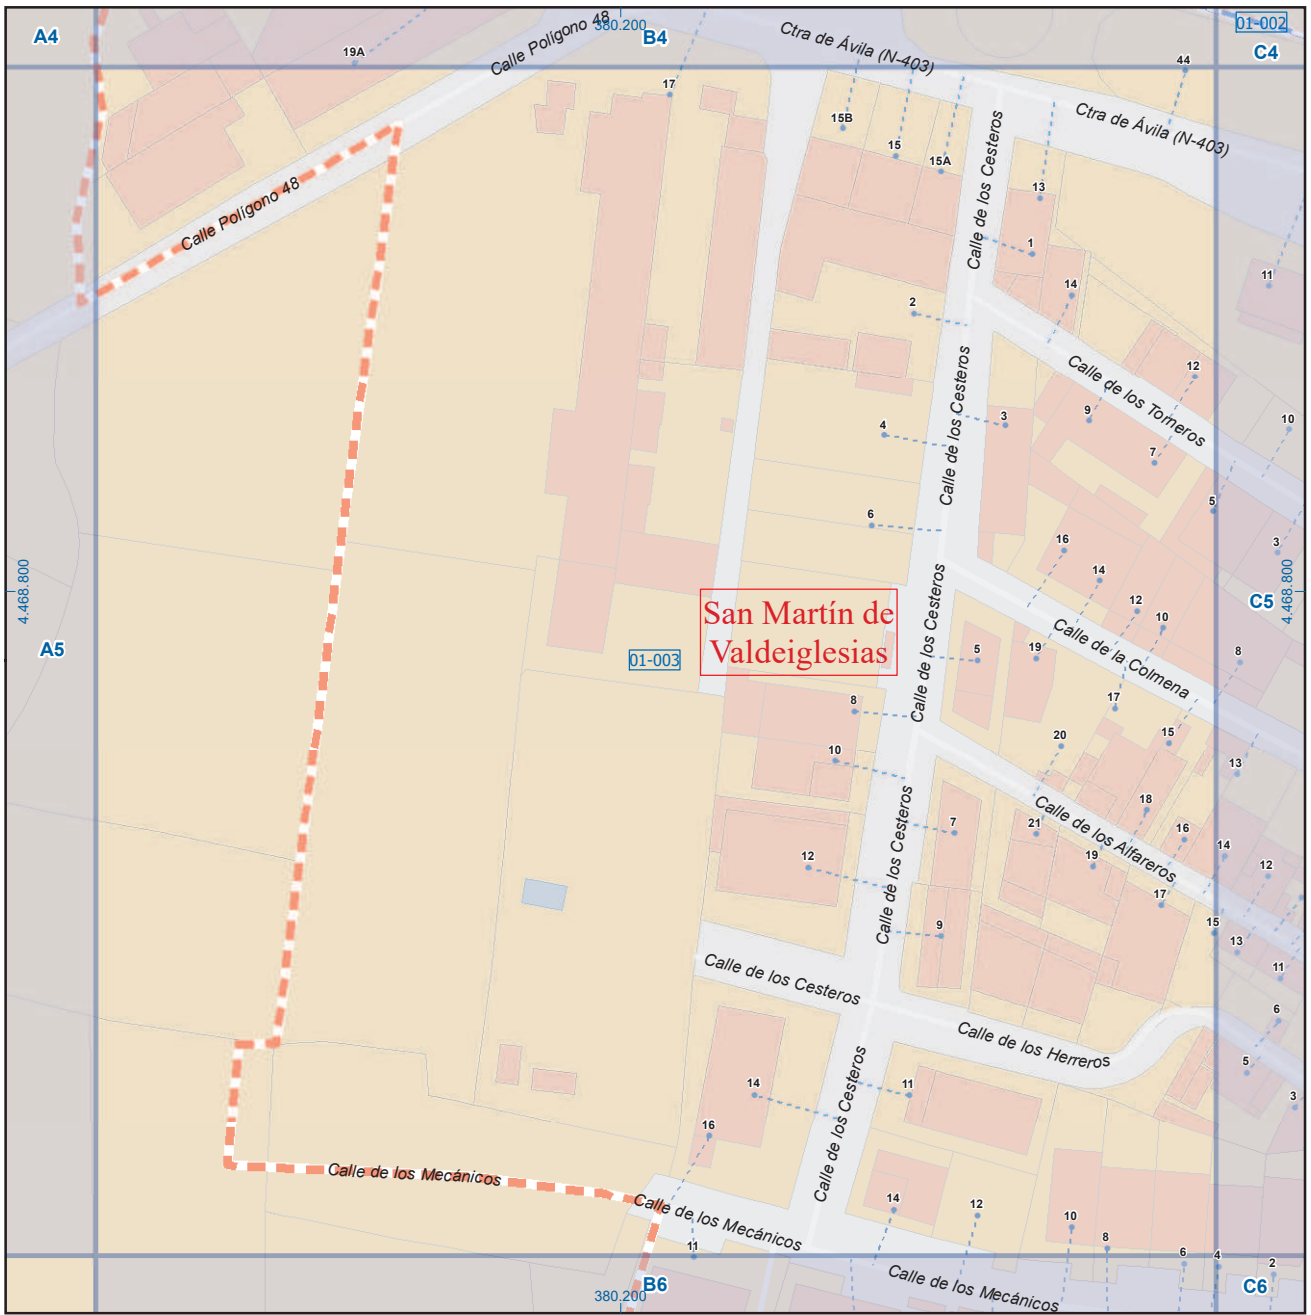 A4
19A
Calle Polígono 48
380.200
B4
Ctra de Ávila (N-403)
01-002
C4
44
17
15B
15
15A
Calle de los Cesteros
13
Ctra de Ávila (N-403)
Calle Polígono 48
1
14
11
2
Calle de los Cesteros
Calle de los Torneros
12
9
3
4
7
10
5
6
16
3
14
4.468.800
A5
San Martín de
Valdeiglesias
01-003
Calle de los Cesteros
12
10
Calle de la Colmena
C5
4.468.800
5
19
8
8
17
20
15
10
13
Calle de los Cesteros
7
21
Calle de los Alfareros
18
16
14
12
12
19
17
9
15
13
11
Calle de los Cesteros
Calle de los Herreros
6
5
3
14
11
Calle de los Cesteros
16
Calle de los Mecánicos
Calle de los Mecánicos
14
12
10
8
11
6
4
2
B6
380.200
Calle de los Mecánicos
C6